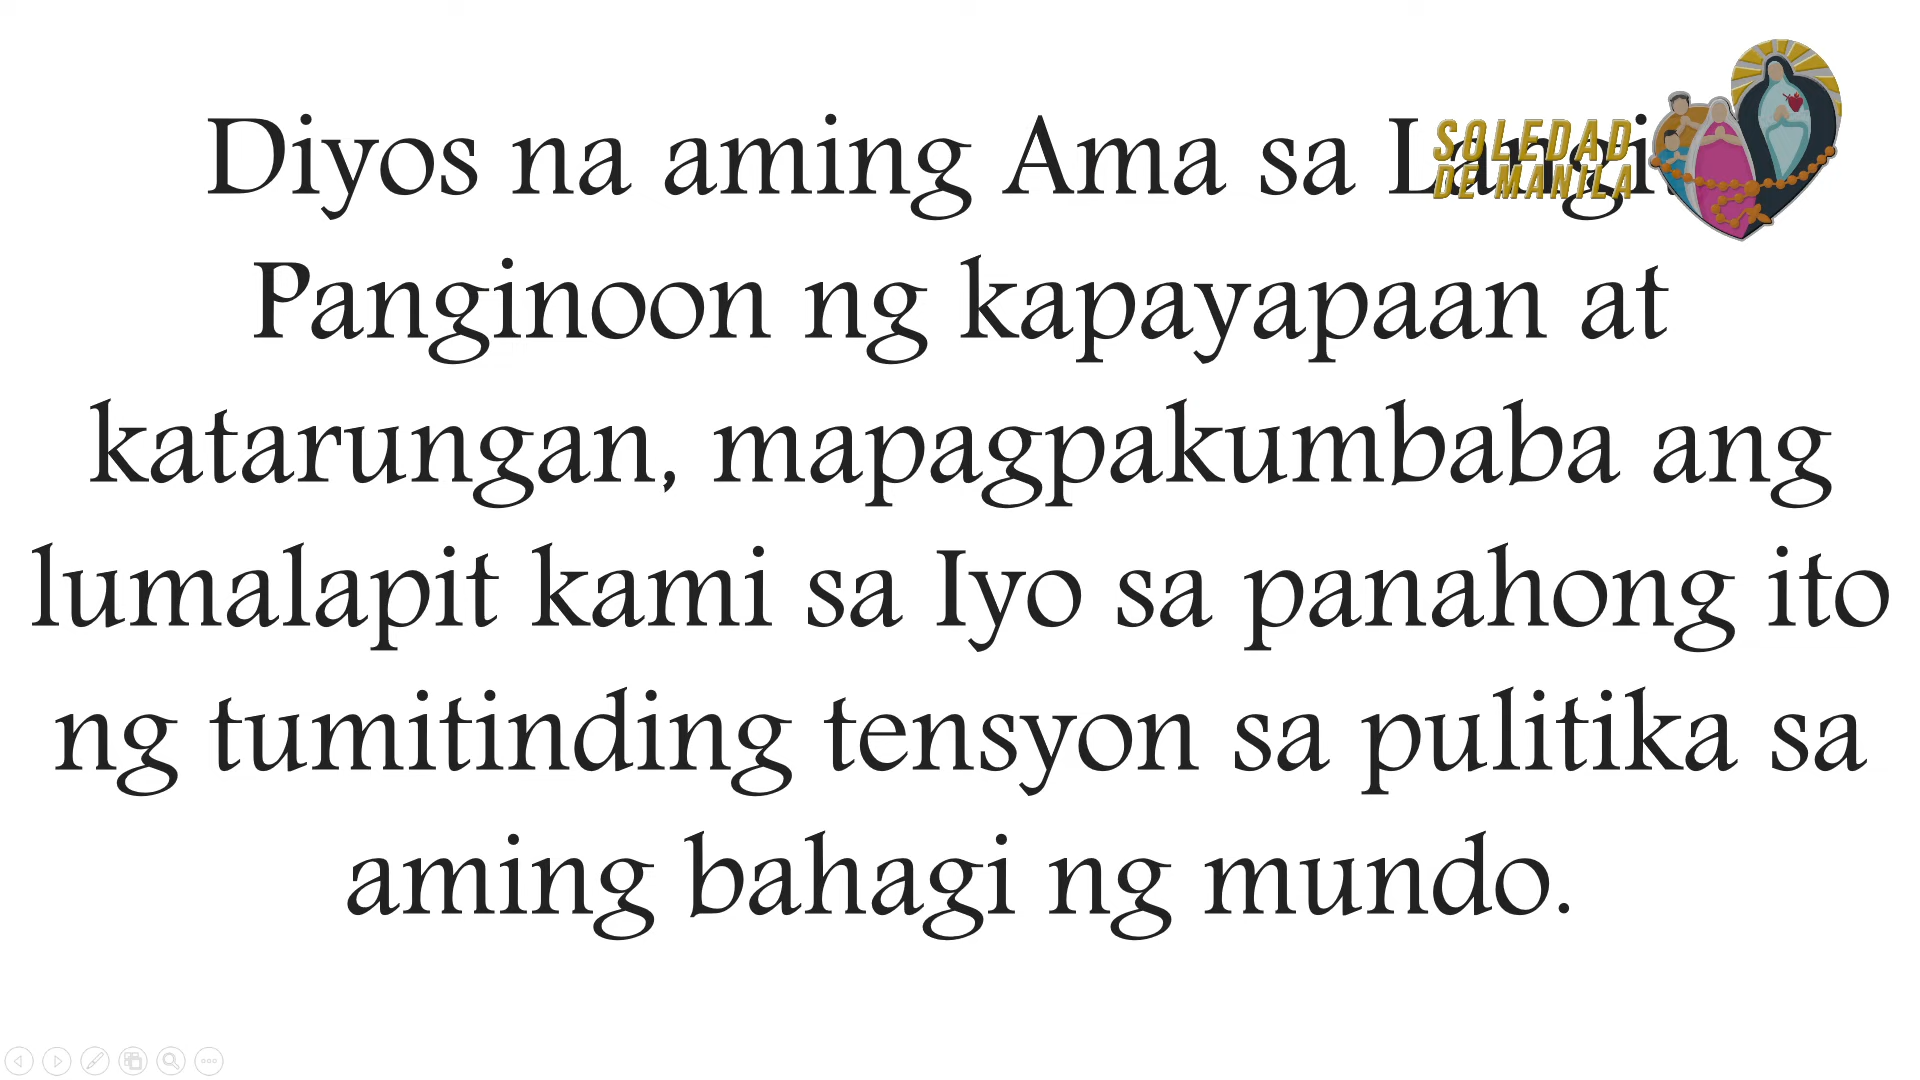 Diyos na aming Ama sa
SOLEDAD
DE MANILA
Panginoon ng kapayapaan at
katarungan, mapagpakumbaba ang
lumalapit kami sa Iyo sa panahong ito
ng tumitinding tensyon sa pulitika sa
aming bahagi ng mundo.